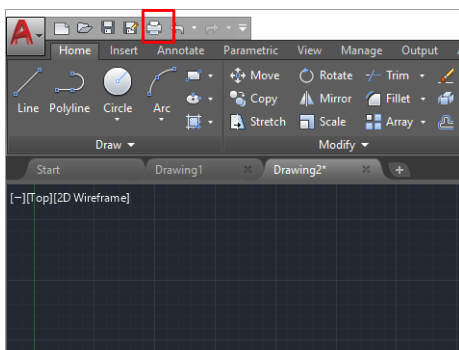 A
Home Insert Annotate Parametric View Manage Output
Line Polyline Circle Arc
Move Rotate Trim
Copy Mirror Fillet
Stretch Scale Array
Draw Modify
Start Drawing1 Drawing2*
[−][Top][2D Wireframe]